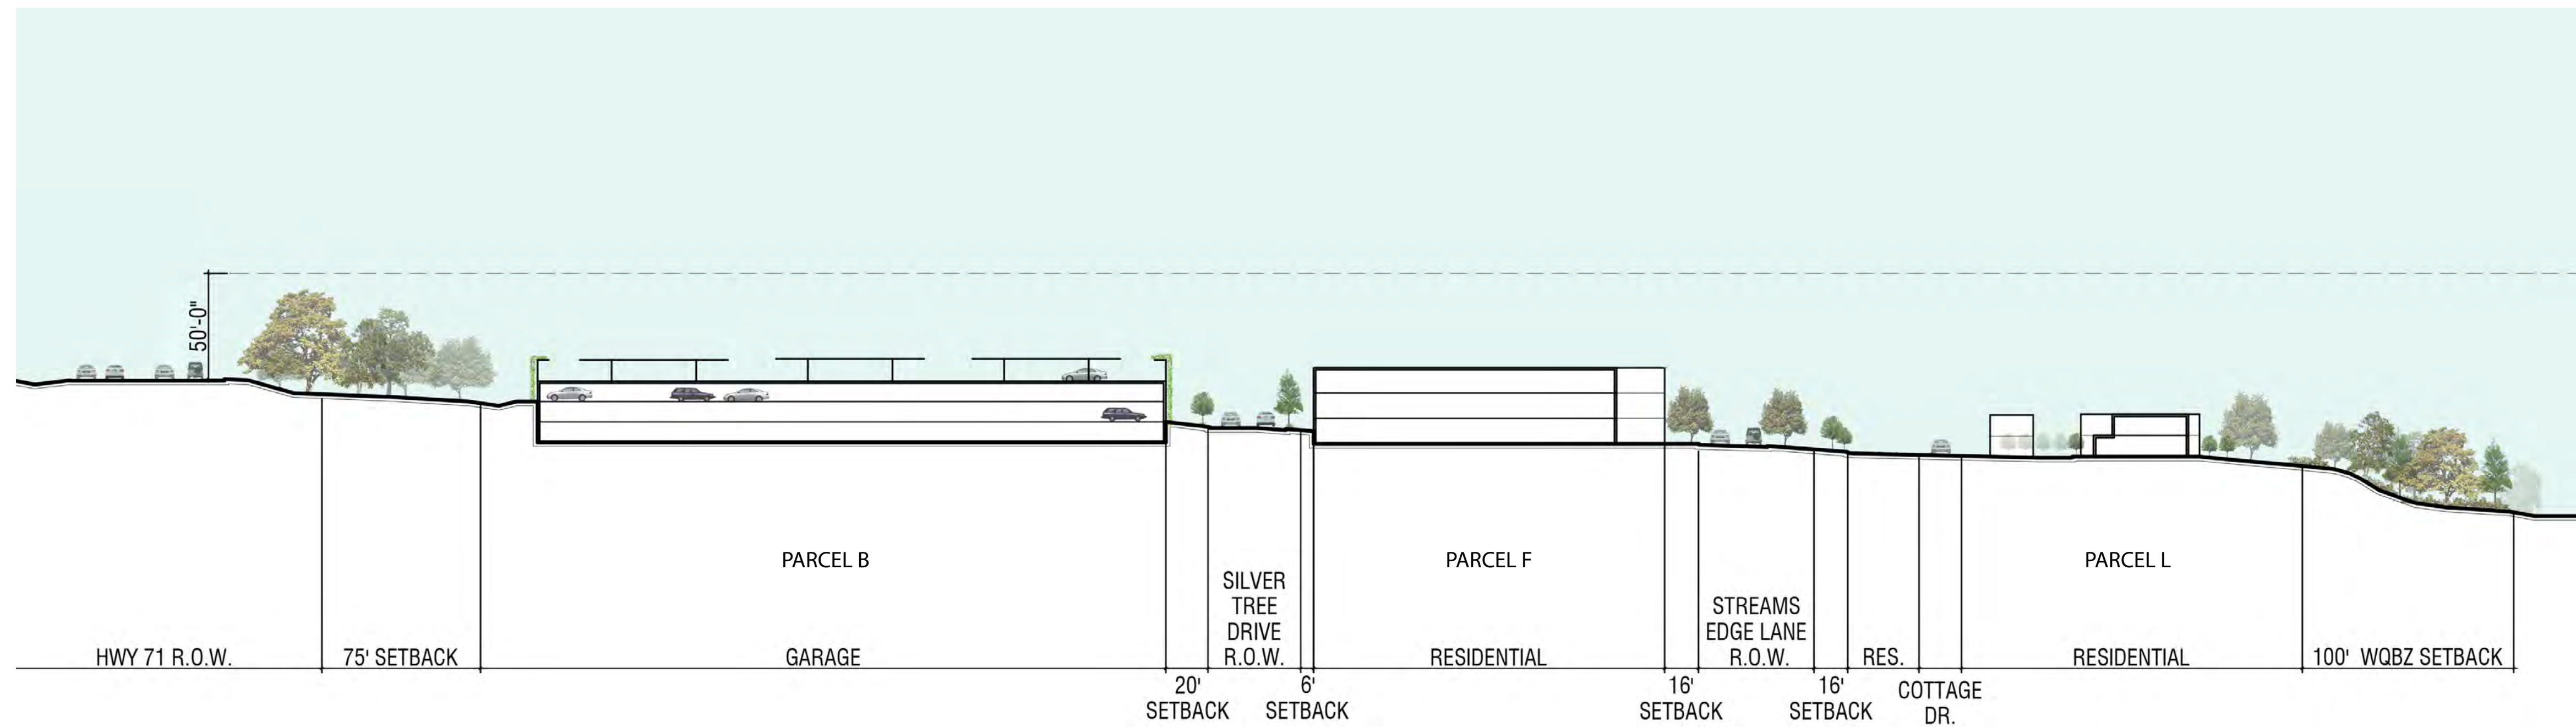 50'-0"
PARCEL B
PARCEL F
PARCEL L
SILVER
TREE
DRIVE
R.O.W.
STREAMS
EDGE LANE
R.O.W.
HWY 71 R.O.W.
75' SETBACK
GARAGE
RESIDENTIAL
RES.
RESIDENTIAL
100' WQBZ SETBACK
20'
SETBACK
6'
SETBACK
16'
SETBACK
16'
SETBACK
COTTAGE
DR.